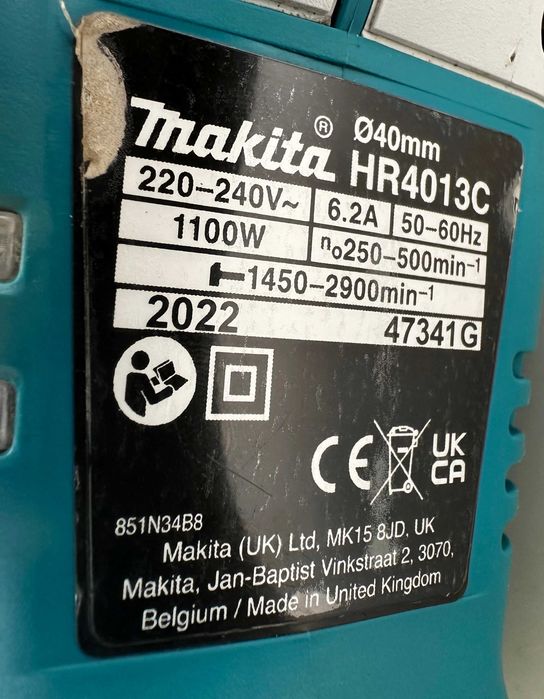 Makita® Ø40mm
HR4013C
220–240V~ 6.2A 50–60Hz
1100W n₀250–500min⁻¹
1450–2900min⁻¹
2022 47341G
CE UK
CA
851N34B8
Makita (UK) Ltd, MK15 8JD, UK
Makita, Jan-Baptist Vinkstraat 2, 3070,
Belgium / Made in United Kingdom